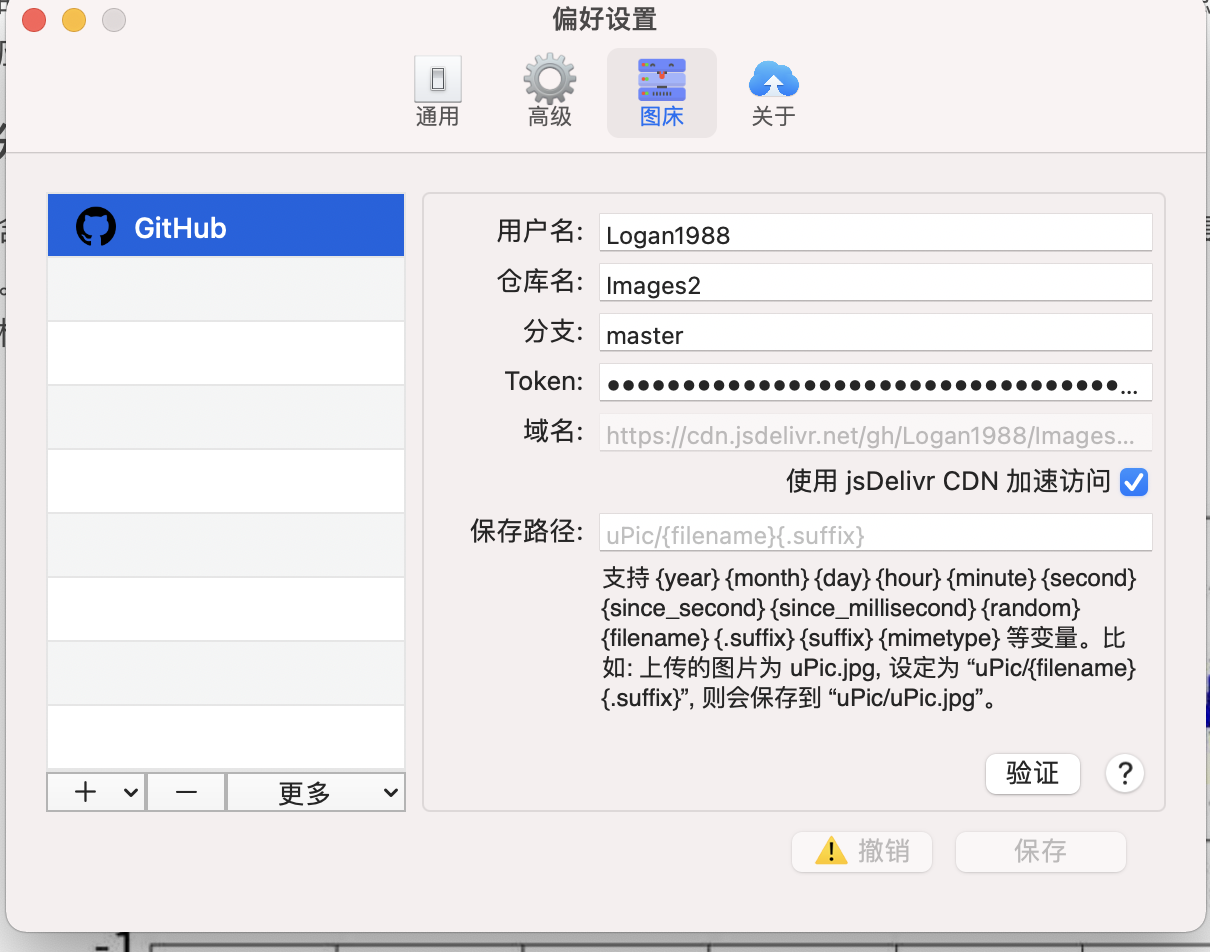 偏好设置
通用
高级
图床
关于
GitHub
用户名: Logan1988
仓库名: Images2
分支: master
Token: ●●●●●●●●●●●●●●●●●●●●●●●●●●●●●●●●●●...
域名: https://cdn.jsdelivr.net/gh/Logan1988/Images...
使用 jsDelivr CDN 加速访问
保存路径: uPic/{filename}{.suffix}
支持 {year} {month} {day} {hour} {minute} {second}
{since_second} {since_millisecond} {random}
{filename} {.suffix} {suffix} {mimetype} 等变量。比
如: 上传的图片为 uPic.jpg, 设定为 “uPic/{filename}
{.suffix}”, 则会保存到 “uPic/uPic.jpg”。
验证
?
更多
撤销
保存
-1